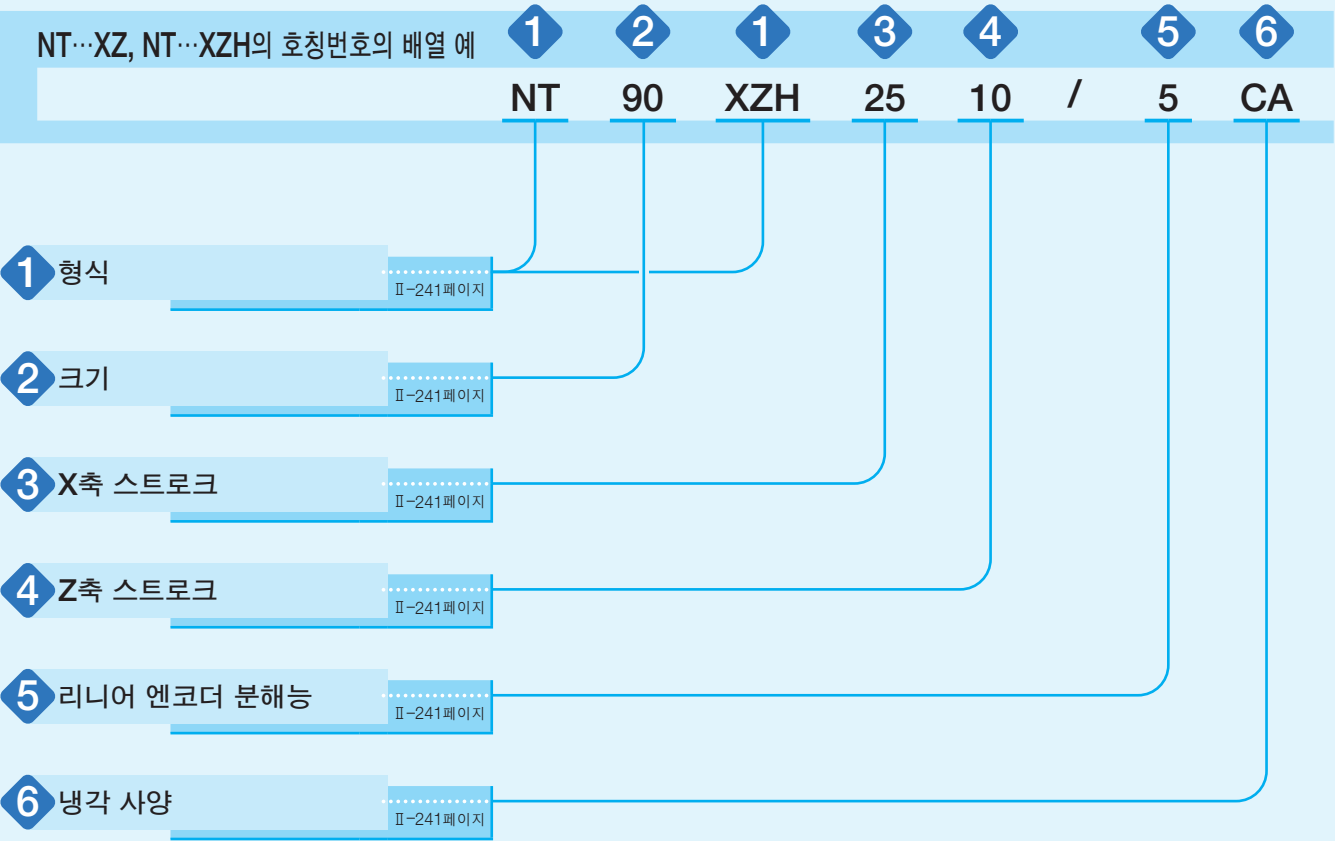 1 2 1 3 4 5 6
NT…XZ, NT…XZH의 호칭번호의 배열 예
NT 90 XZH 25 10 / 5 CA
1 형식
Ⅱ-241페이지
2 크기
Ⅱ-241페이지
3 X축 스트로크
Ⅱ-241페이지
4 Z축 스트로크
Ⅱ-241페이지
5 리니어 엔코더 분해능
Ⅱ-241페이지
6 냉각 사양
Ⅱ-241페이지